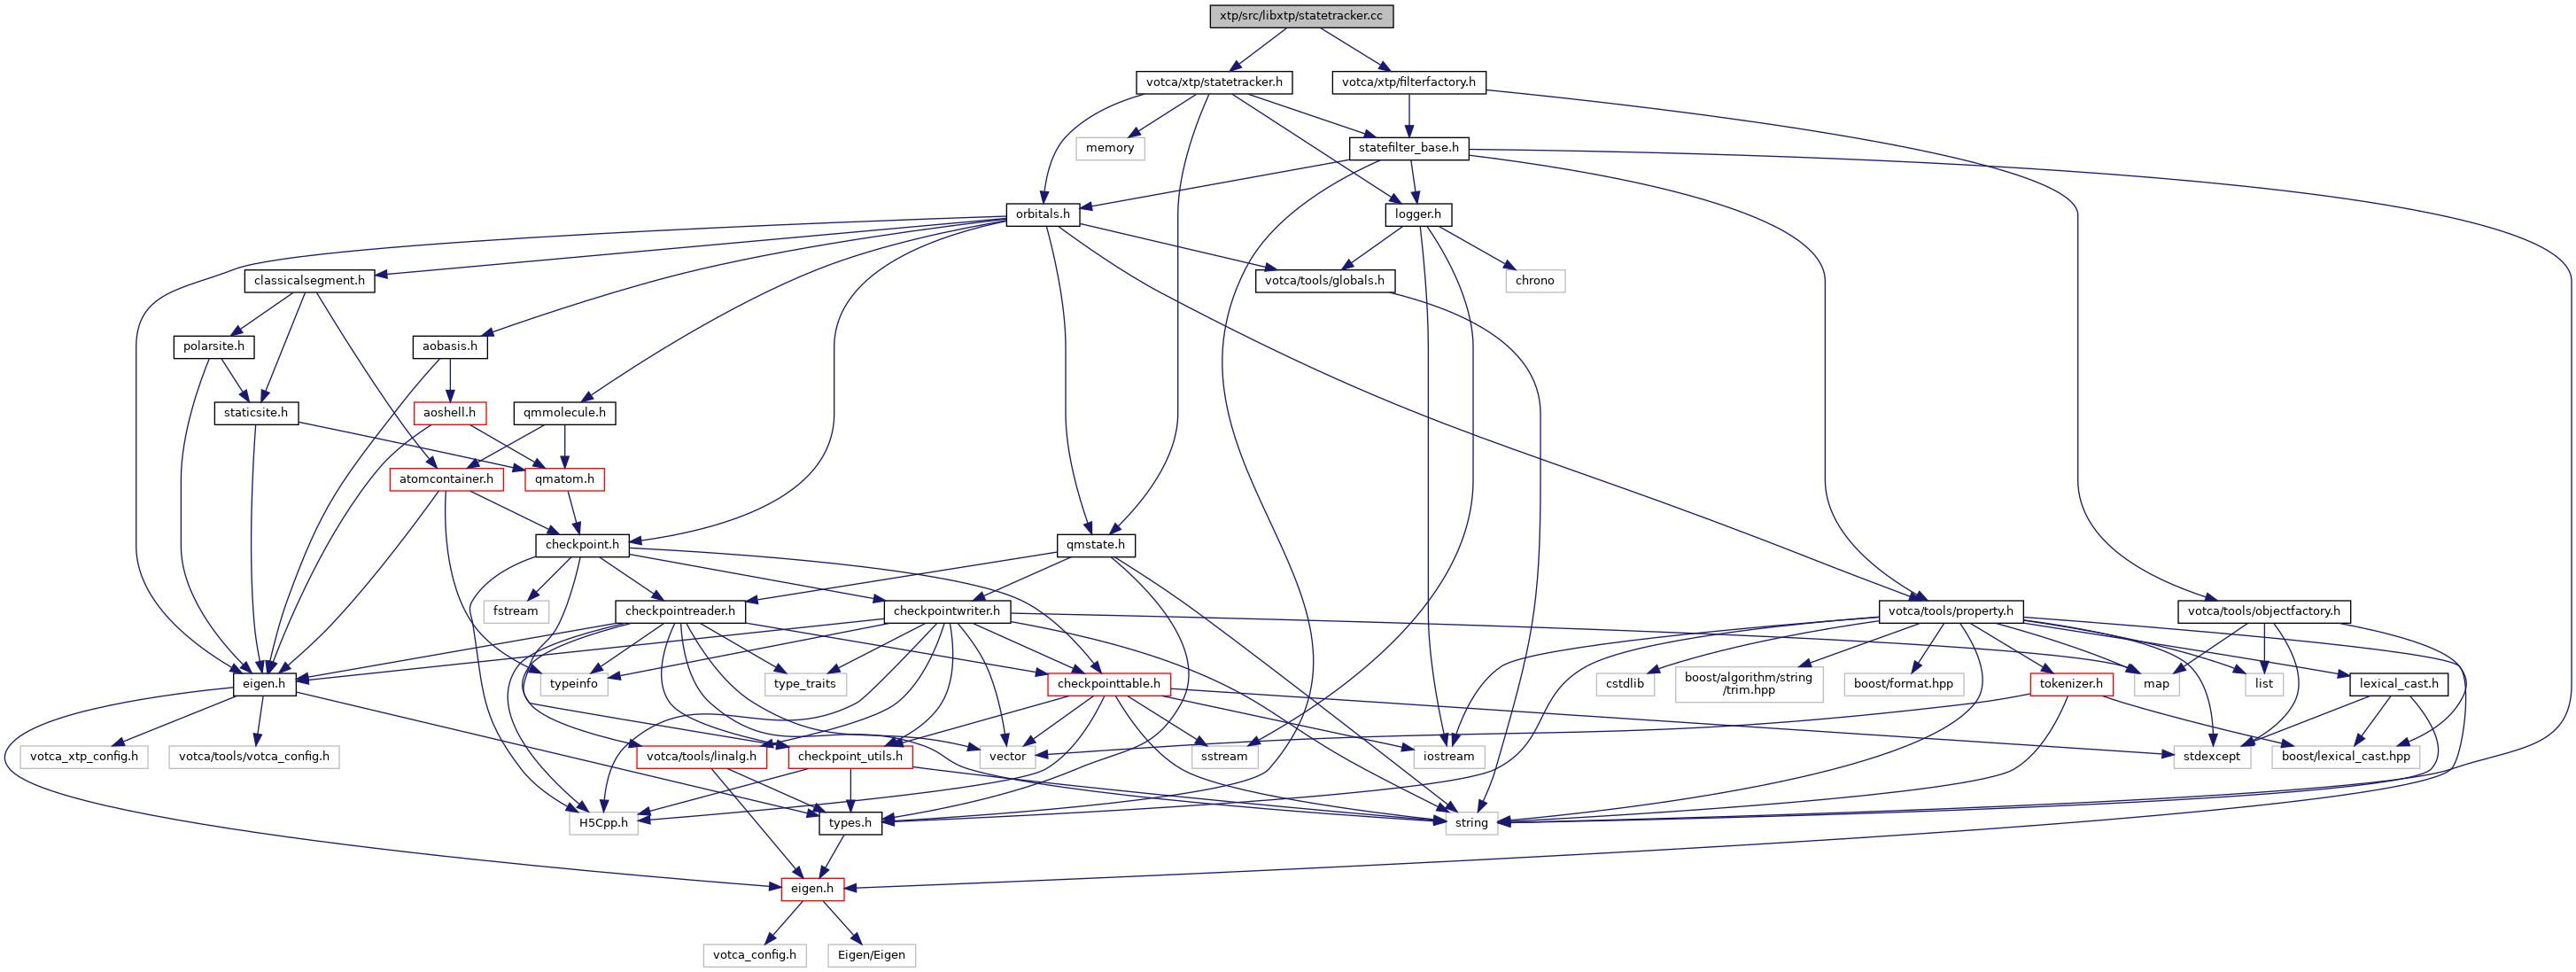 xtp/src/libxtp/statetracker.cc
votca/xtp/statetracker.h
votca/xtp/filterfactory.h
memory
statefilter_base.h
orbitals.h
logger.h
classicalsegment.h
votca/tools/globals.h
chrono
polarsite.h
aobasis.h
staticsite.h
aoshell.h
qmmolecule.h
atomcontainer.h
qmatom.h
checkpoint.h
qmstate.h
fstream
checkpointreader.h
checkpointwriter.h
votca/tools/property.h
votca/tools/objectfactory.h
eigen.h
typeinfo
type_traits
checkpointtable.h
cstdlib
boost/algorithm/string
/trim.hpp
boost/format.hpp
tokenizer.h
map
list
lexical_cast.h
votca_xtp_config.h
votca/tools/votca_config.h
votca/tools/linalg.h
checkpoint_utils.h
vector
sstream
iostream
stdexcept
boost/lexical_cast.hpp
H5Cpp.h
types.h
string
eigen.h
votca_config.h
Eigen/Eigen